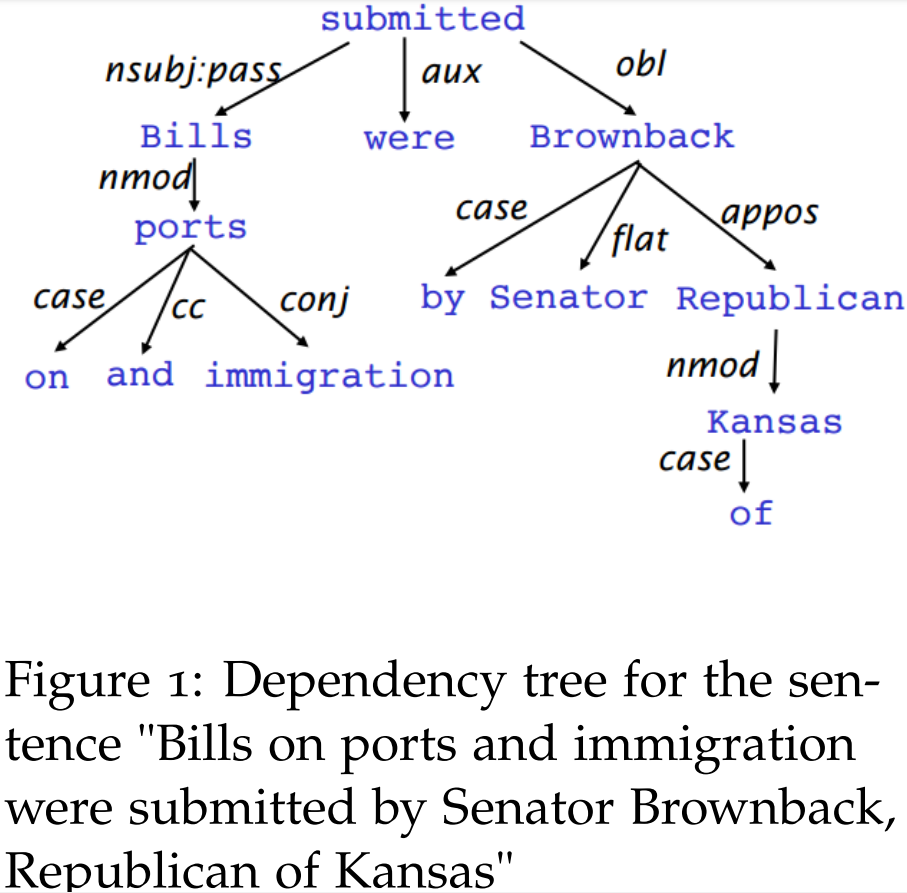 submitted
nsubj:pass aux obl
Bills were Brownback
nmod
ports
case flat appos
case cc conj
by Senator Republican
on and immigration
nmod
Kansas
case
of
Figure 1: Dependency tree for the sen-
tence "Bills on ports and immigration
were submitted by Senator Brownback,
Republican of Kansas"